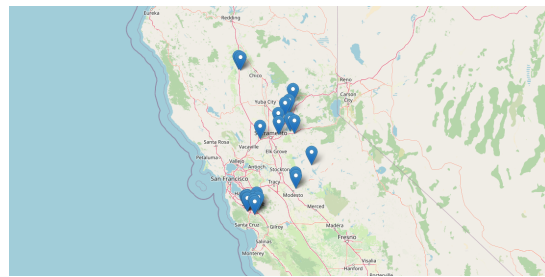 Redding
Chico
Reno
Yuba City
Carson
City
Sacramento
Santa Rosa
Vacaville
Elk Grove
Petaluma
Vallejo
Antioch
Stockton
San Francisco
Tracy
Modesto
Merced
Santa Cruz
Gilroy
Madera
Salinas
Fresno
Monterey
Visalia
Hanford